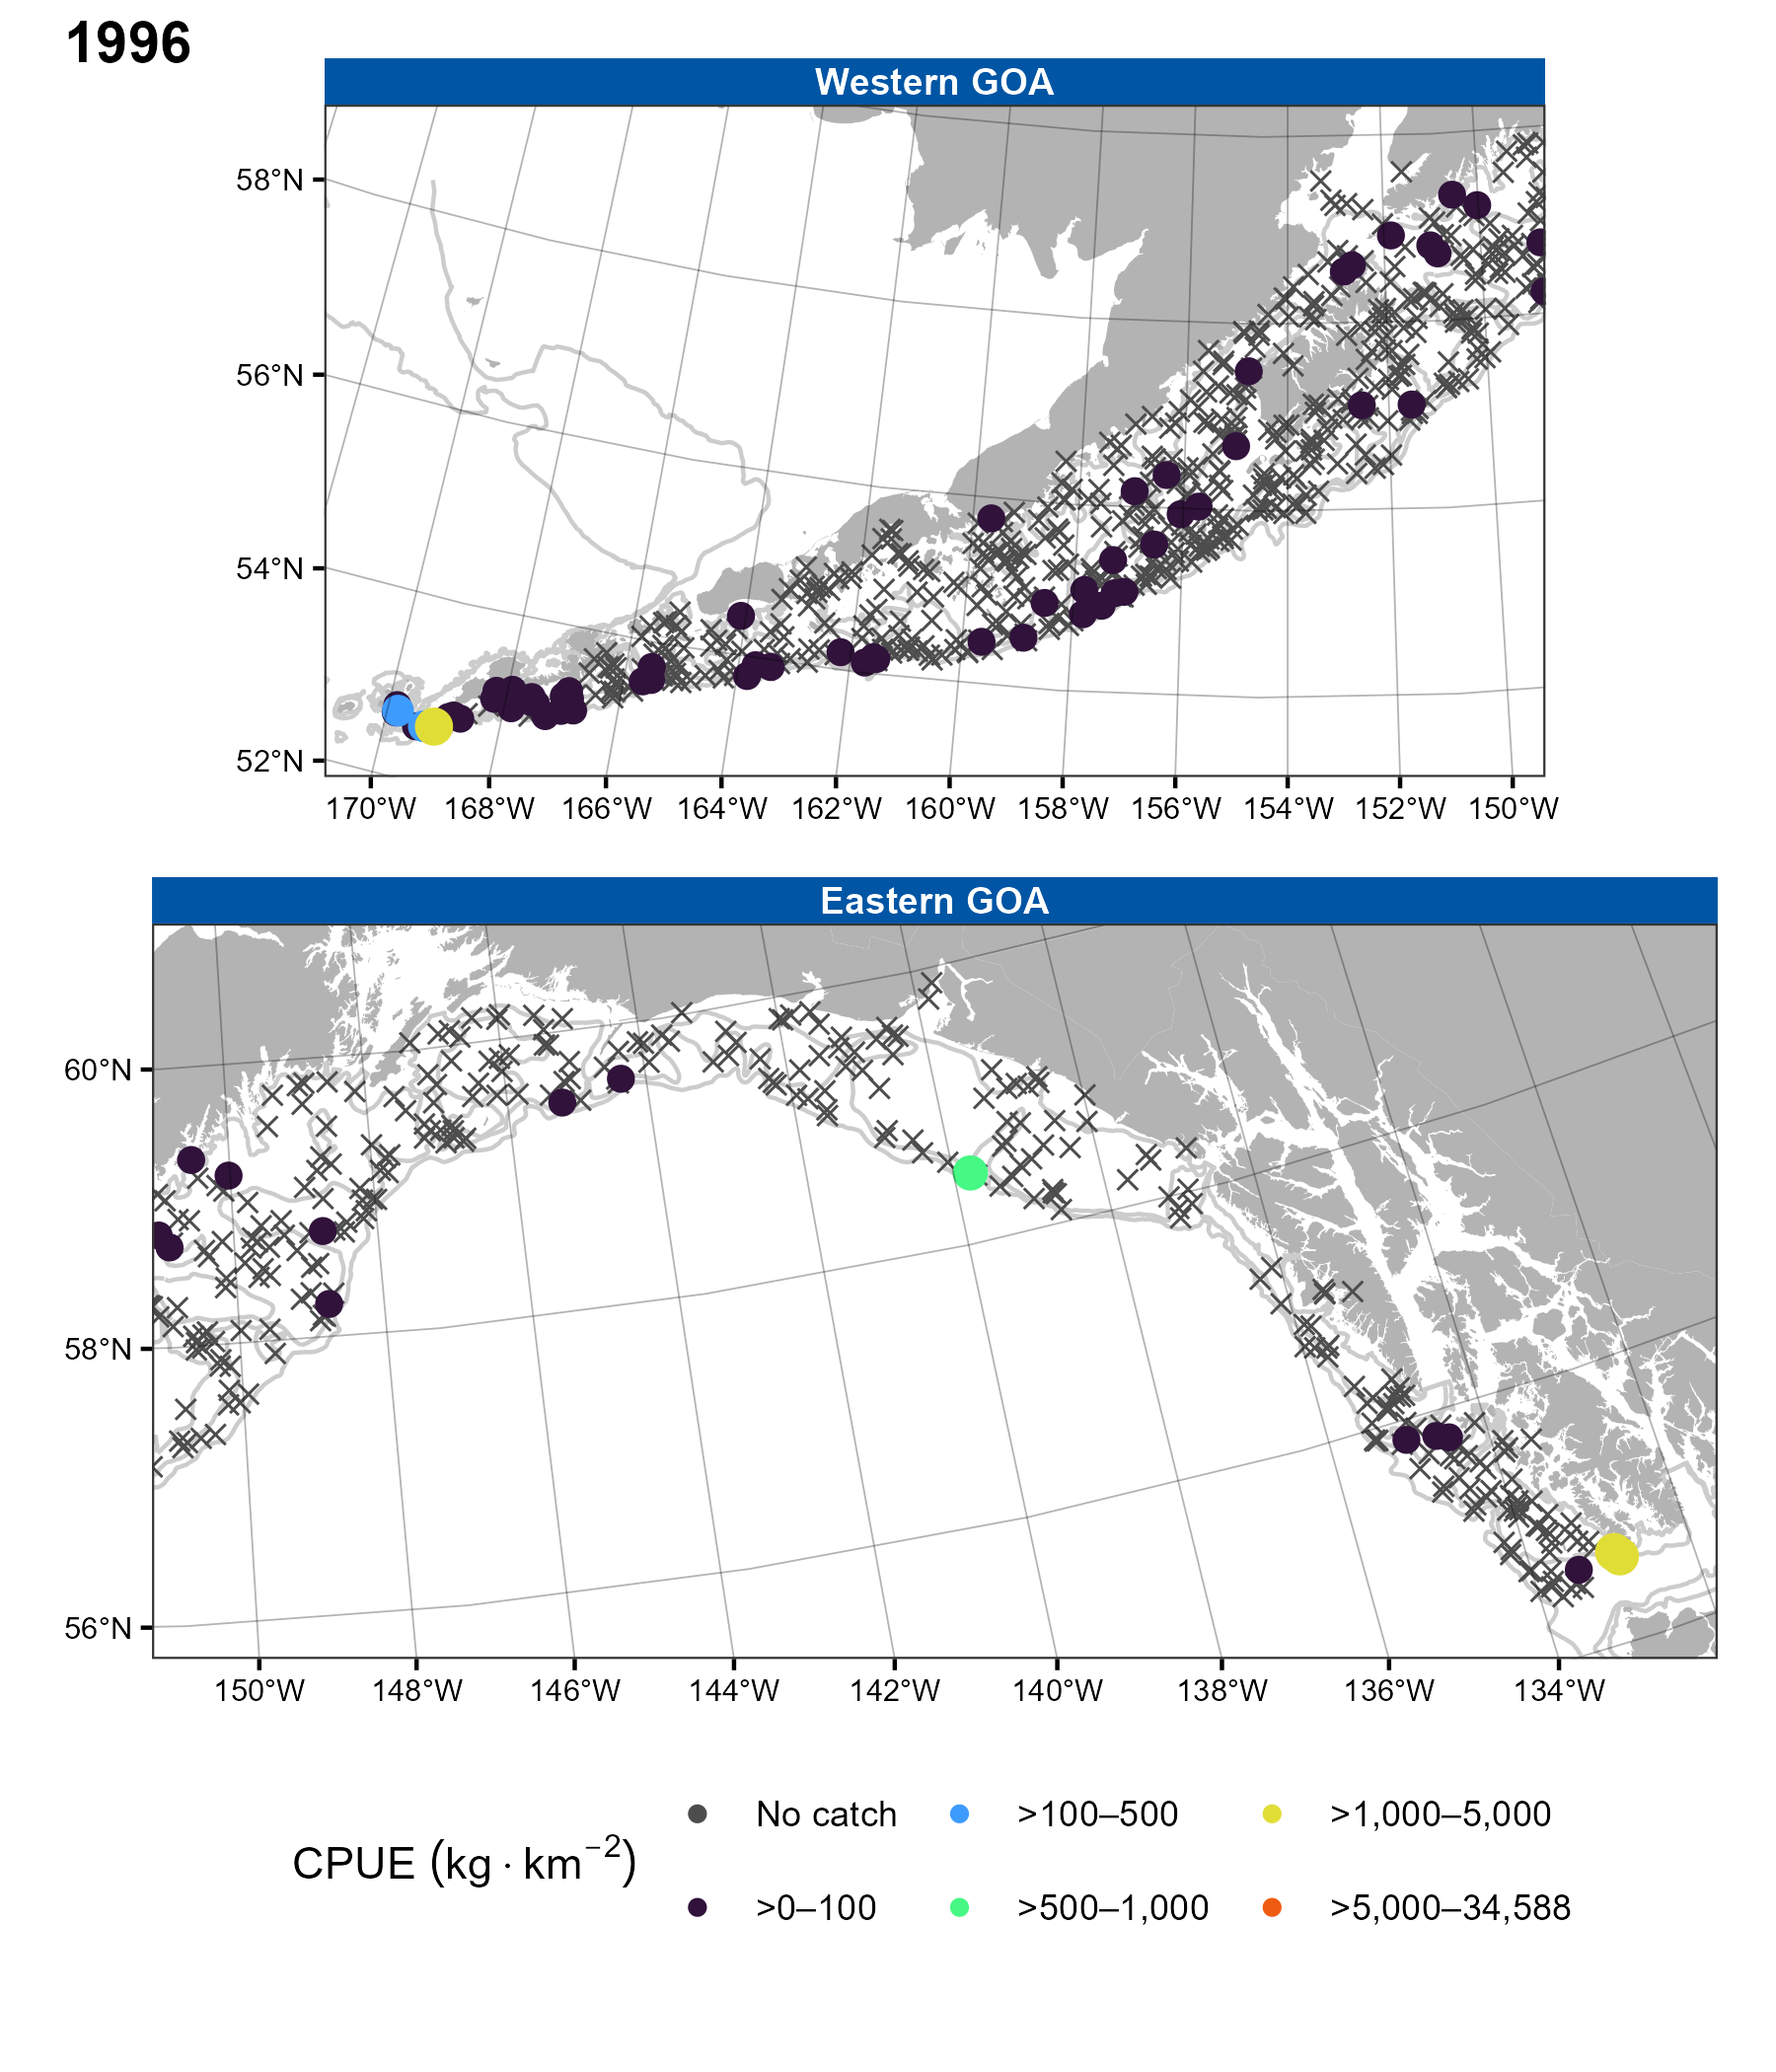 1996
Western GOA
58°N
56°N
54°N
52°N
170°W 168°W 166°W 164°W 162°W 160°W 158°W 156°W 154°W 152°W 150°W
Eastern GOA
60°N
58°N
56°N
150°W 148°W 146°W 144°W 142°W 140°W 138°W 136°W 134°W
CPUE (kg · km⁻²)
No catch >100–500 >1,000–5,000
>0–100 >500–1,000 >5,000–34,588